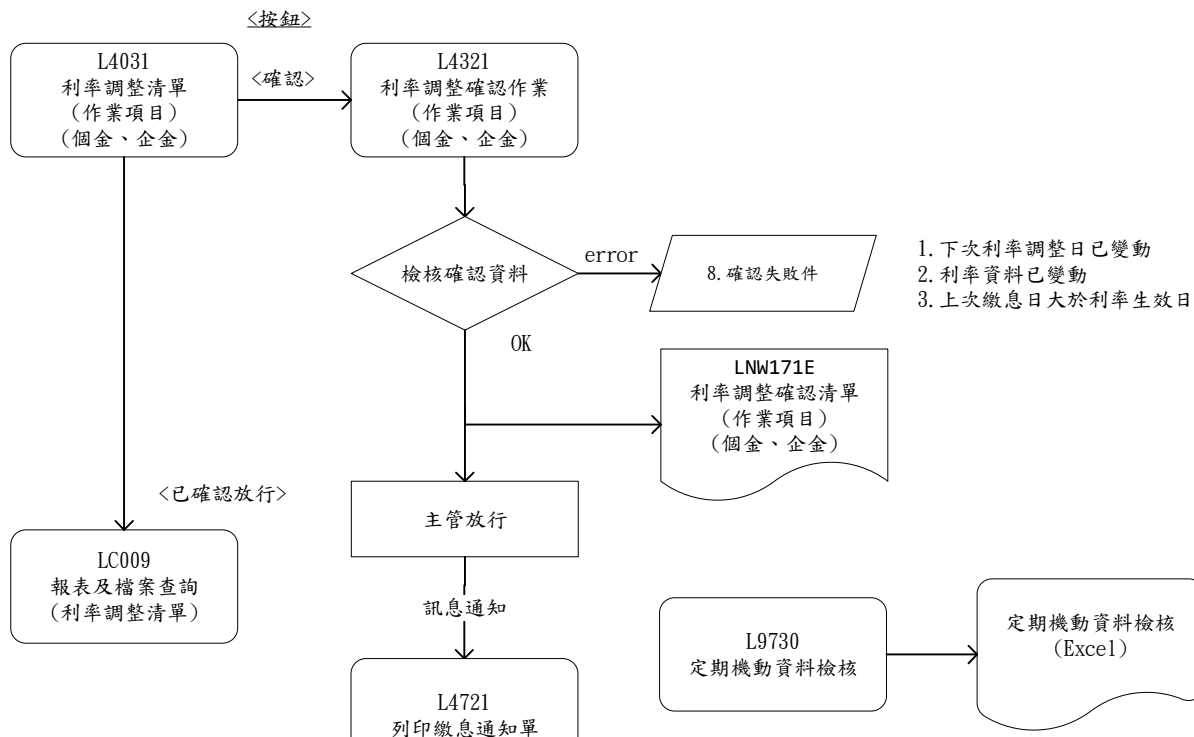 <按鈕>
L4031
利率調整清單
(作業項目)
(個金、企金)
<確認>
L4321
利率調整確認作業
(作業項目)
(個金、企金)
檢核確認資料
error
8.確認失敗件
1.下次利率調整日已變動
2.利率資料已變動
3.上次繳息日大於利率生效日
OK
LNW171E
利率調整確認清單
(作業項目)
(個金、企金)
<已確認放行>
主管放行
LC009
報表及檔案查詢
(利率調整清單)
訊息通知
L4721
列印繳息通知單
L9730
定期機動資料檢核
定期機動資料檢核
(Excel)